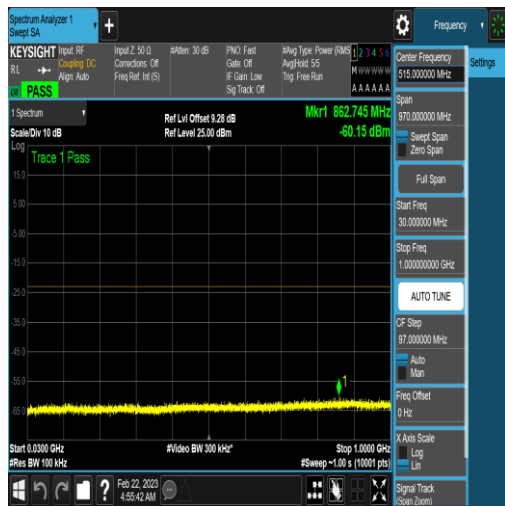 Spectrum Analyzer 1
Swept SA
Frequency
KEYSIGHT
RL
Input: RF
Coupling: DC
Align: Auto
Input Z: 50 Ω
Corrections: Off
Freq Ref: Int (S)
#Atten: 30 dB
PNO: Fast
Gate: Off
IF Gain: Low
Sig Track: Off
#Avg Type: Power (RMS
Avg|Hold: 5/5
Trig: Free Run
1 2 3 4 5 6
M w w w w w
A A A A A A
PASS
1 Spectrum
Scale/Div 10 dB
Log
Ref Lvl Offset 9.28 dB
Ref Level 25.00 dBm
Mkr1 862.745 MHz
-60.15 dBm
Trace 1 Pass
15.0
5.00
-5.00
-15.0
-25.0
-35.0
-45.0
-55.0
-65.0
1
Start 0.0300 GHz
#Res BW 100 kHz
#Video BW 300 kHz*
Stop 1.0000 GHz
#Sweep ~1.00 s (10001 pts)
Feb 22, 2023
4:55:42 AM
Center Frequency
515.000000 MHz
Settings
Span
970.000000 MHz
Swept Span
Zero Span
Full Span
Start Freq
30.000000 MHz
Stop Freq
1.000000000 GHz
AUTO TUNE
CF Step
97.000000 MHz
Auto
Man
Freq Offset
0 Hz
X Axis Scale
Log
Lin
Signal Track
(Span Zoom)